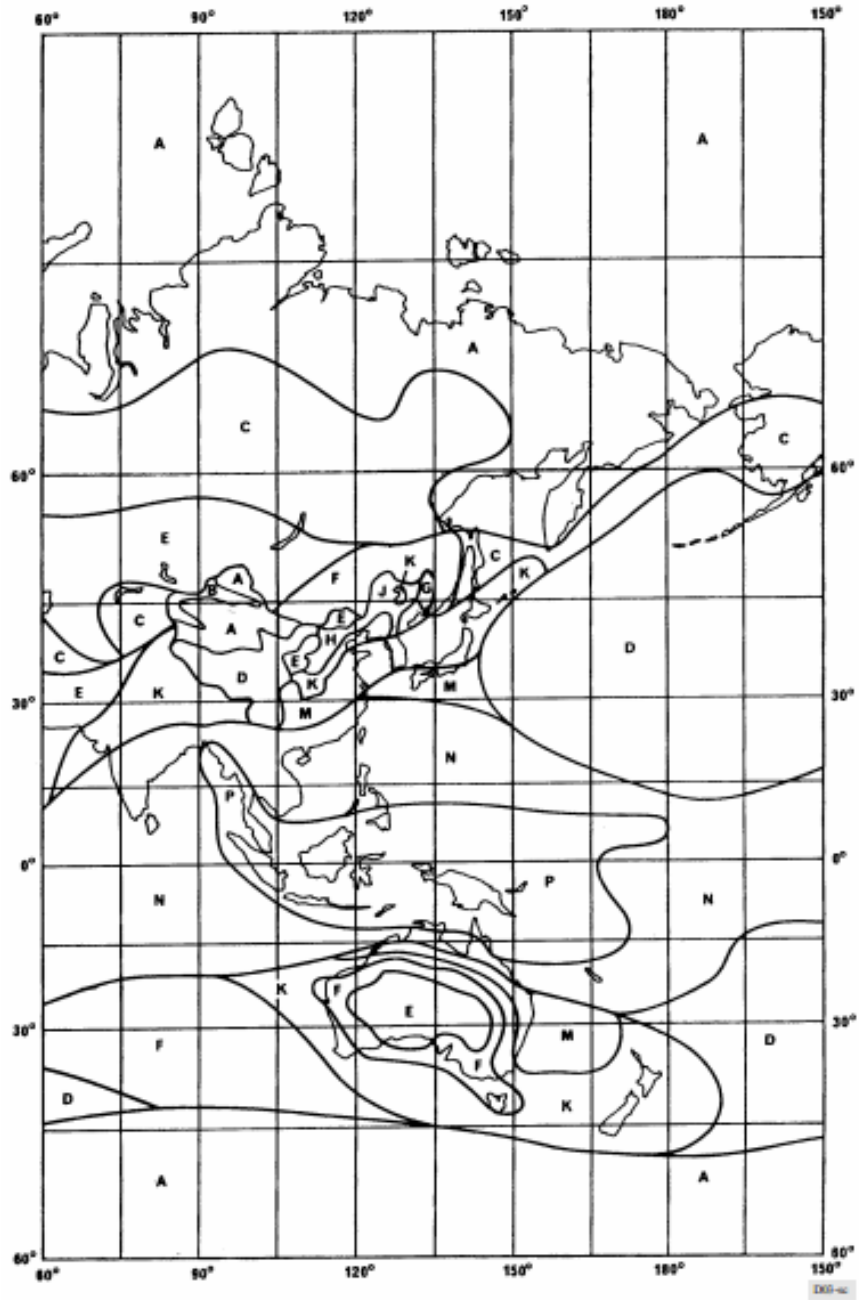 60° 90° 120° 150° 180° 150°
A A
A
C C
60° 60°
E C
K
A F K
B J G
C E
A H D
C E
D
30° E K K 30°
M M
N
P
0° 0°
P
N N
K F
E
30° 30°
F M D
F
D K
A A
60° 60°
60° 90° 120° 150° 180° 150°